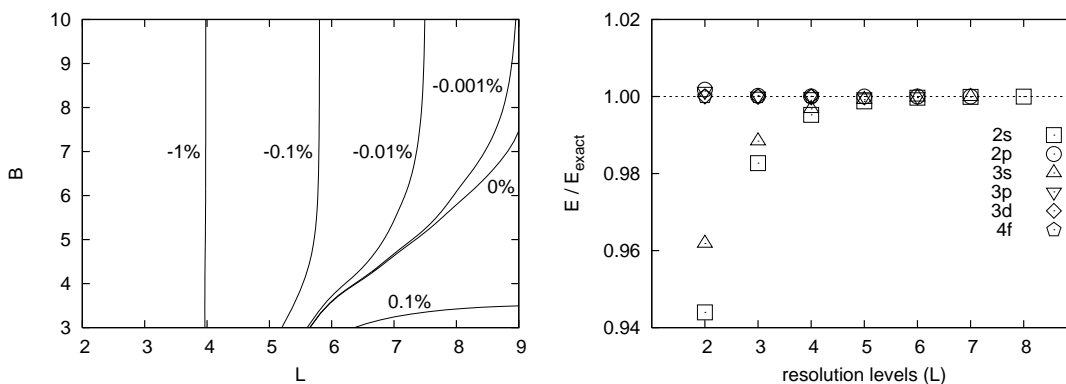 10
9
8
7
6
5
4
3
B
-1%
-0.1%
-0.01%
-0.001%
0%
0.1%
2 3 4 5 6 7 8 9
L
1.02
1.00
0.98
0.96
0.94
E / Eexact
2s
2p
3s
3p
3d
4f
2 3 4 5 6 7 8
resolution levels (L)